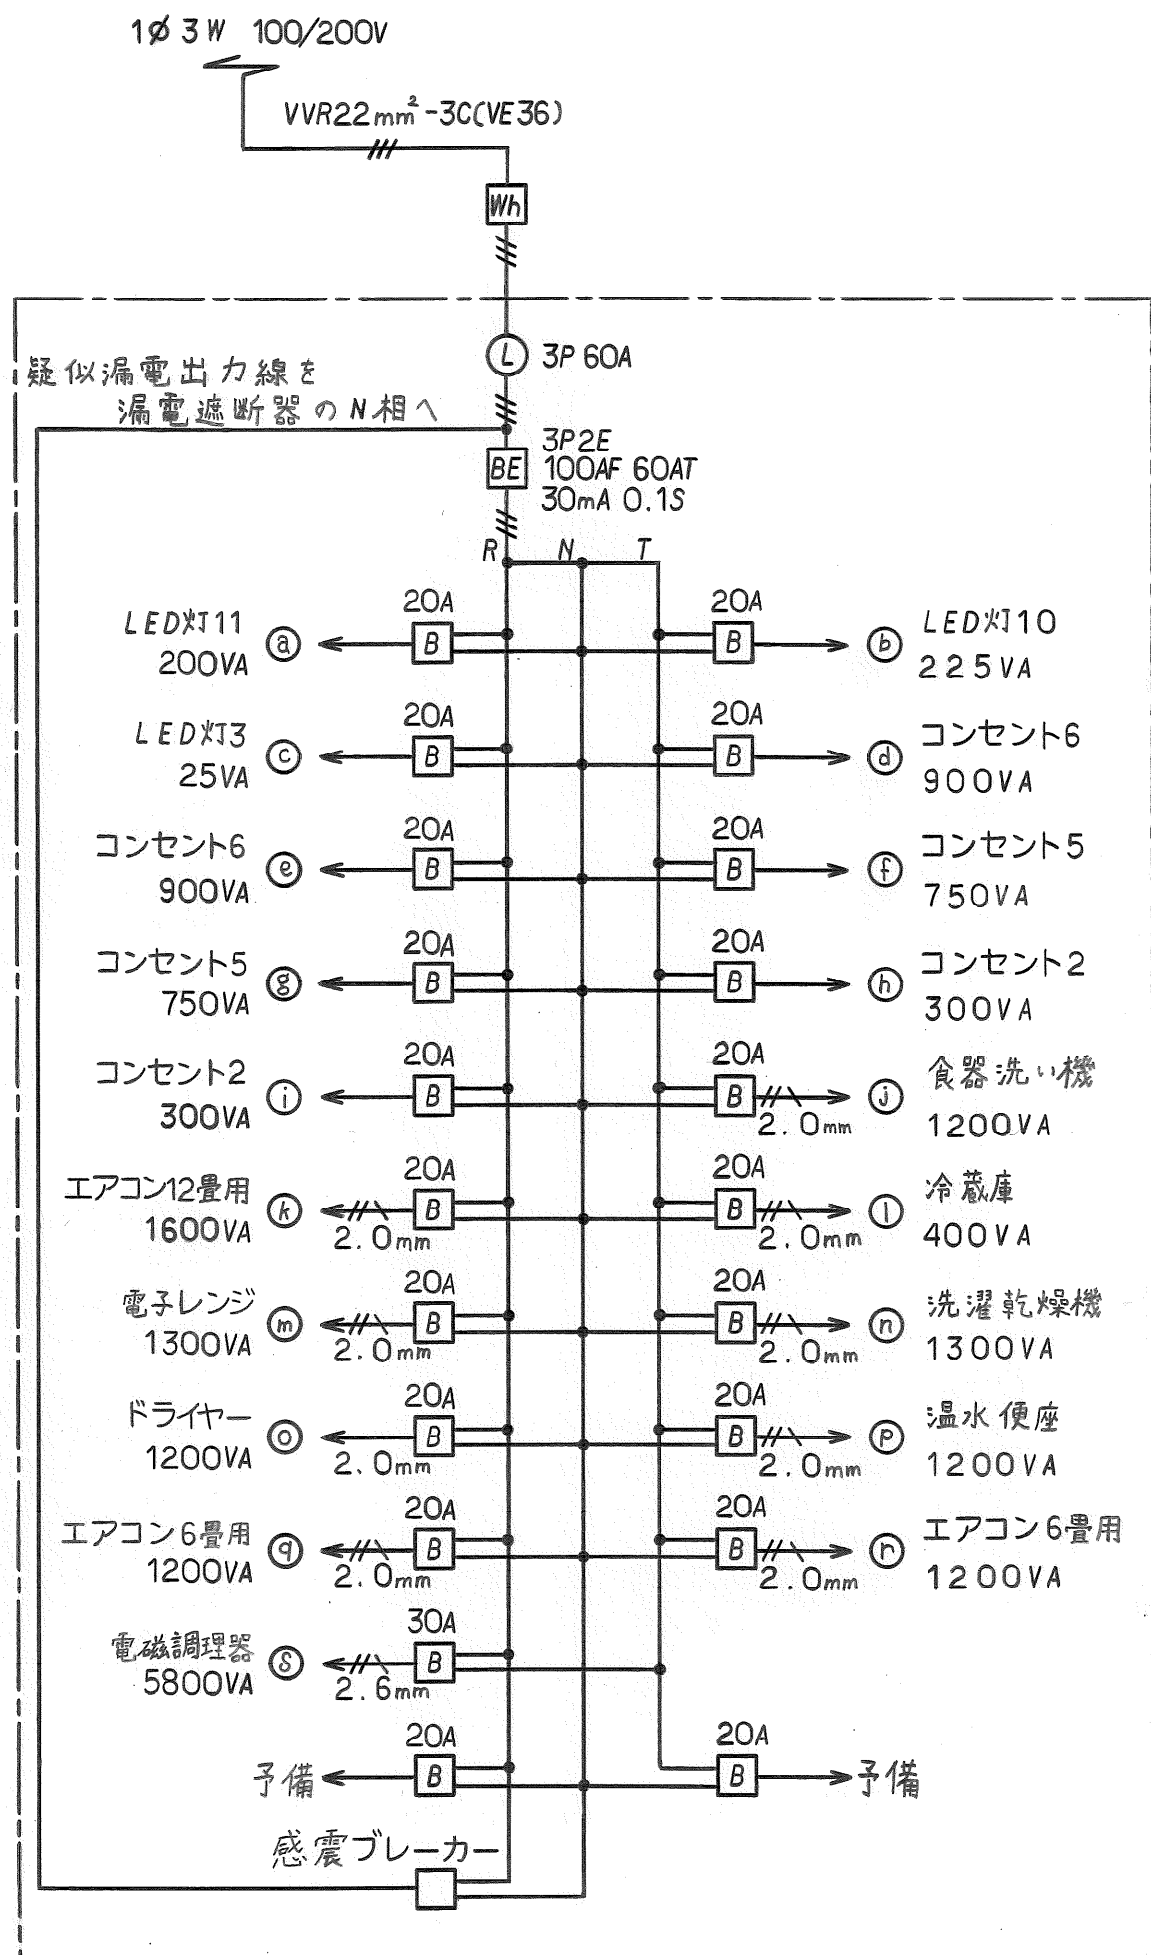 1φ3W 100/200V
VVR22mm²-3C(VE36)
Wh
L 3P 60A
疑似漏電出力線を
漏電遮断器のN相へ
3P2E
BE 100AF 60AT
30mA 0.1S
R N T
20A 20A
LED灯11 ⓐ B B ⓑ LED灯10
200VA 225VA
20A 20A
LED灯3 ⓒ B B ⓓ コンセント6
25VA 900VA
20A 20A
コンセント6 ⓔ B B ⓕ コンセント5
900VA 750VA
20A 20A
コンセント5 ⓖ B B ⓗ コンセント2
750VA 300VA
20A 20A
コンセント2 ⓘ B B ⓙ 食器洗い機
300VA 2.0mm 1200VA
20A 20A
エアコン12畳用 ⓚ B B ⓛ 冷蔵庫
1600VA 2.0mm 2.0mm 400VA
20A 20A
電子レンジ ⓜ B B ⓝ 洗濯乾燥機
1300VA 2.0mm 2.0mm 1300VA
20A 20A
ドライヤー ⓞ B B ⓟ 温水便座
1200VA 2.0mm 2.0mm 1200VA
20A 20A
エアコン6畳用 ⓠ B B ⓡ エアコン6畳用
1200VA 2.0mm 2.0mm 1200VA
30A
電磁調理器 ⓢ B
5800VA 2.6mm
20A 20A
予備 B B 予備
感震ブレーカー